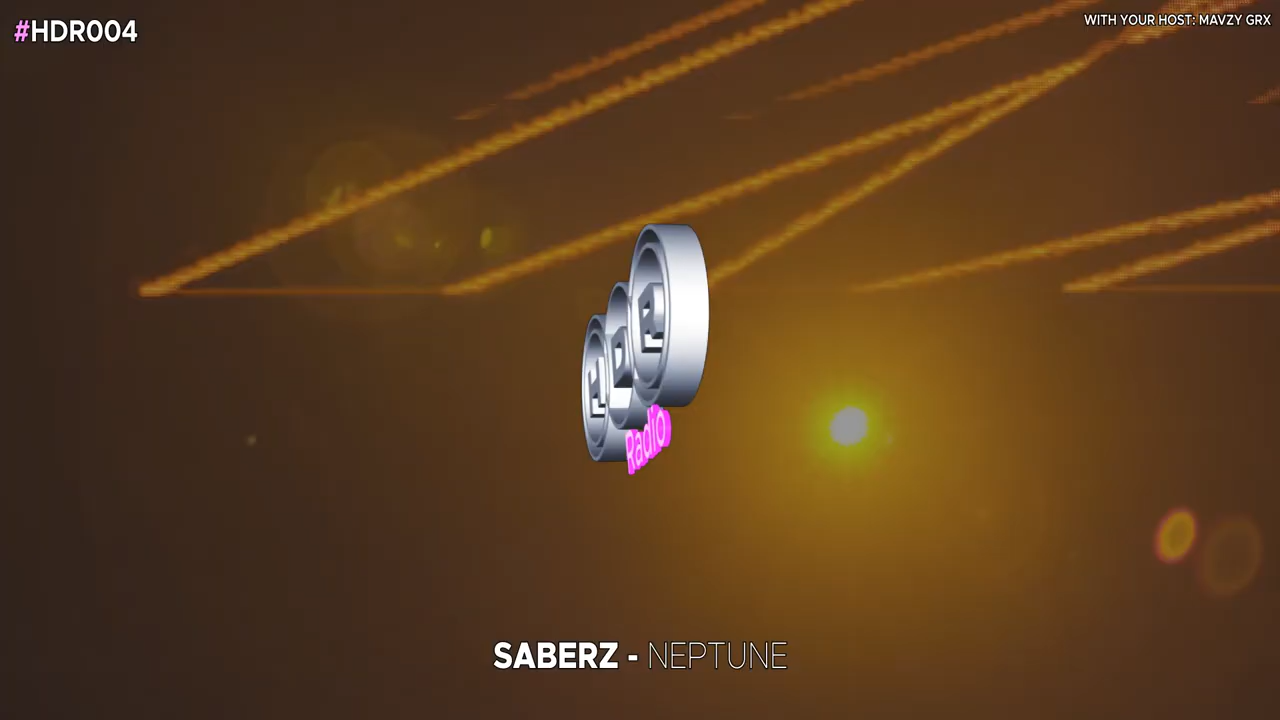 #HDR004
WITH YOUR HOST: MAVZY GRX
H
D
R
Radio
SABERZ - NEPTUNE